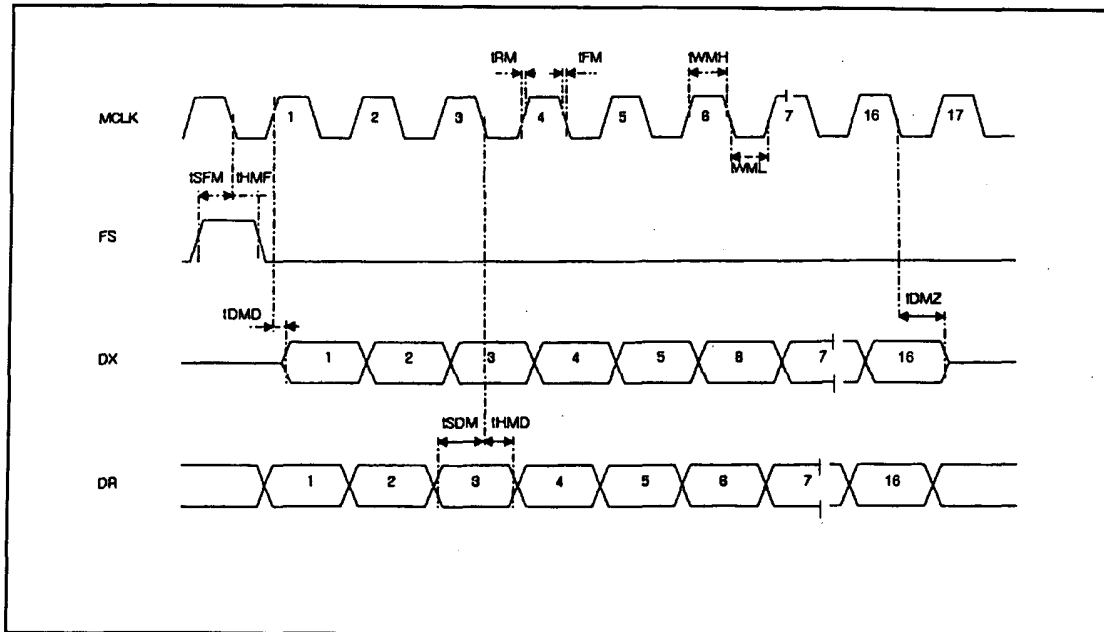 tRM tFM tWMH
MCLK 1 2 3 4 5 6 7 16 17
tWML
tSFM tHMF
FS
tDMZ
tDMD
DX 1 2 3 4 5 6 7 16
tSDM tHMD
DR 1 2 3 4 5 6 7 16